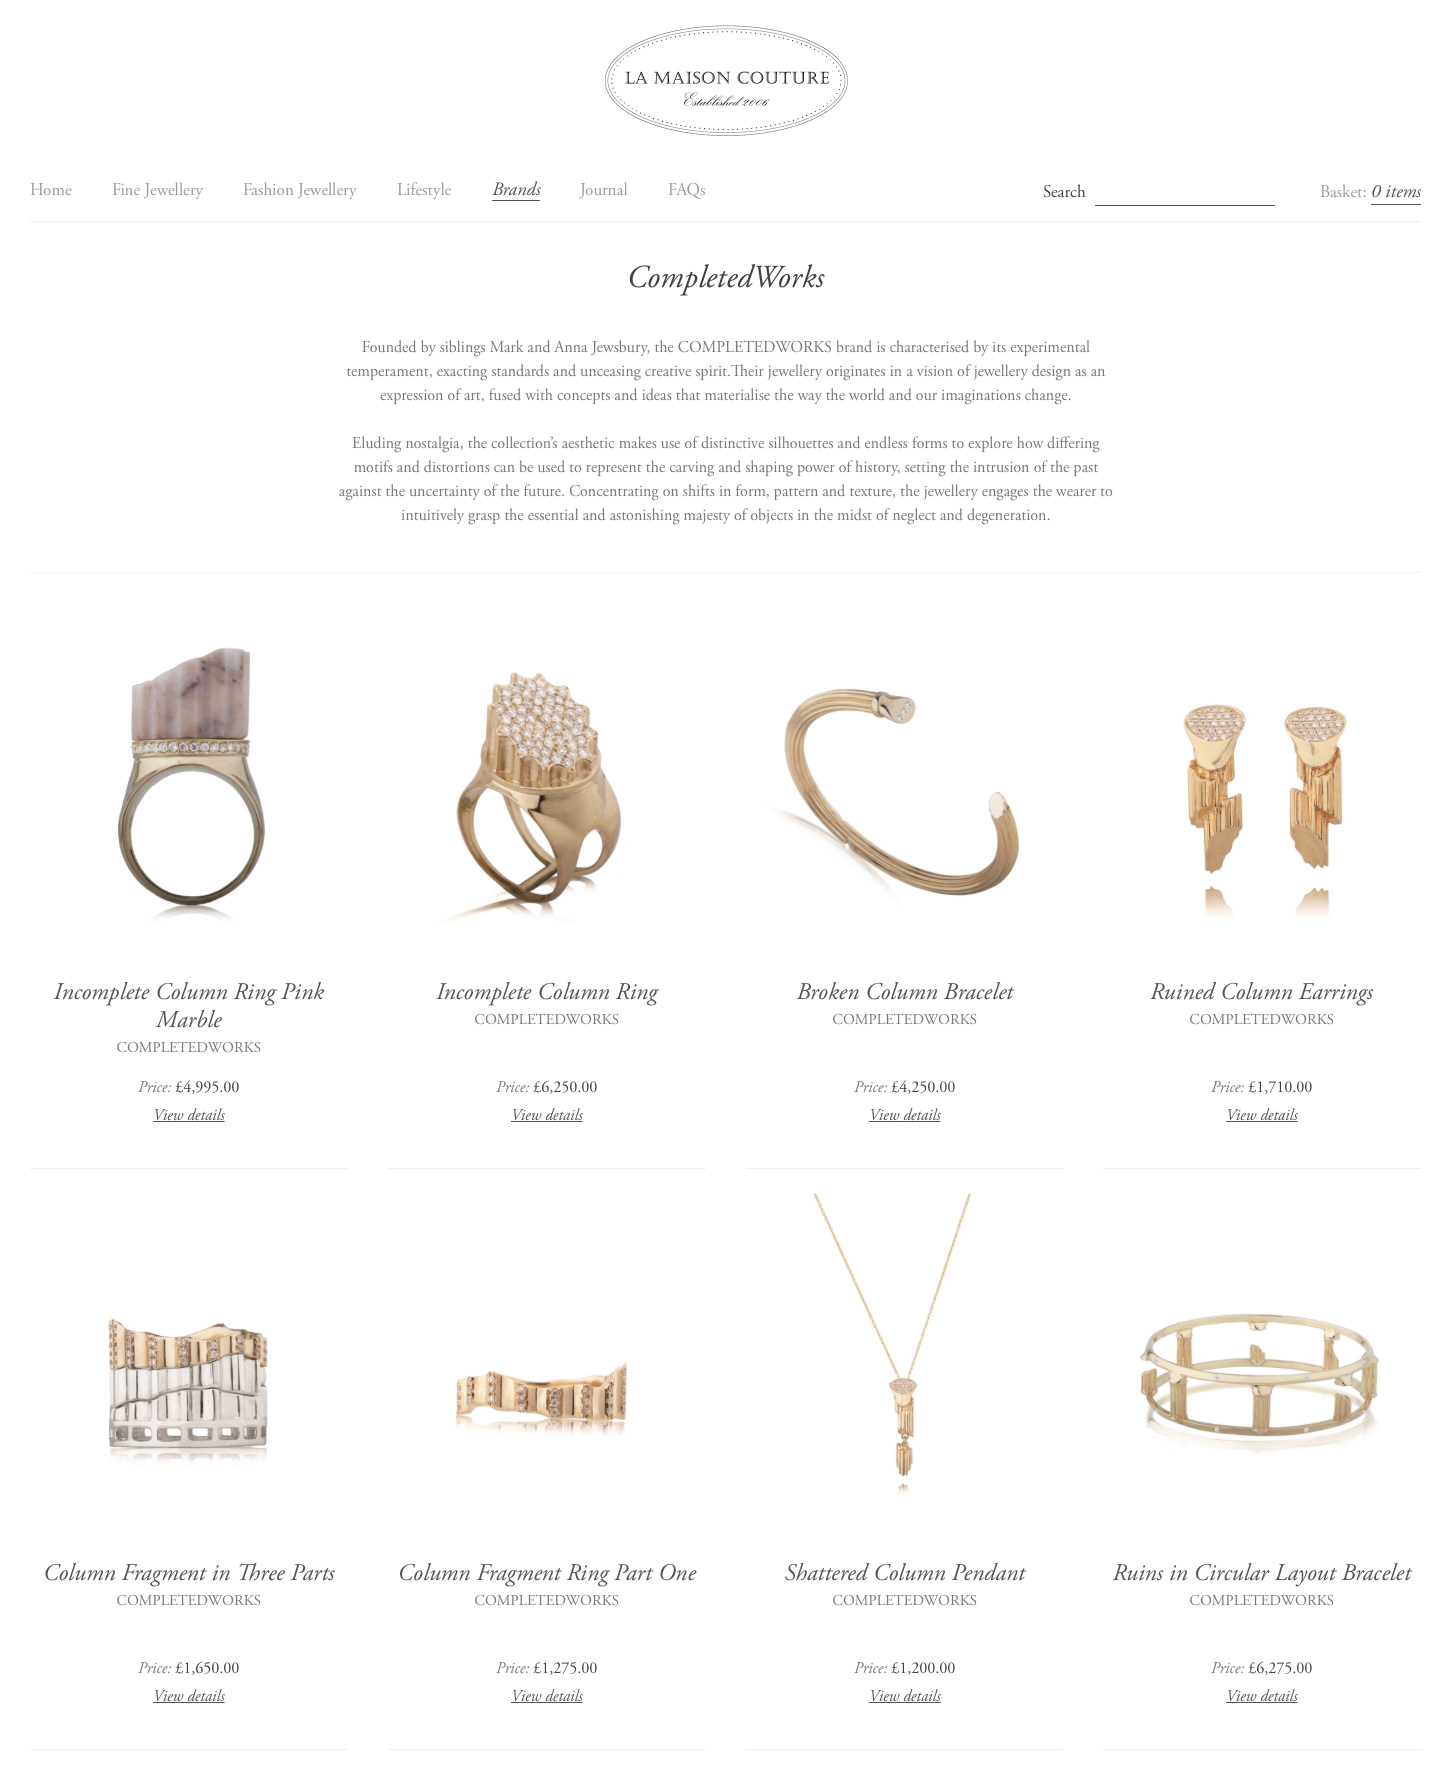 LA MAISON COUTURE
Established 2006
Home Fine Jewellery Fashion Jewellery Lifestyle Brands Journal FAQs Search Basket: 0 items
CompletedWorks
Founded by siblings Mark and Anna Jewsbury, the COMPLETEDWORKS brand is characterised by its experimental
temperament, exacting standards and unceasing creative spirit.Their jewellery originates in a vision of jewellery design as an
expression of art, fused with concepts and ideas that materialise the way the world and our imaginations change.
Eluding nostalgia, the collection’s aesthetic makes use of distinctive silhouettes and endless forms to explore how differing
motifs and distortions can be used to represent the carving and shaping power of history, setting the intrusion of the past
against the uncertainty of the future. Concentrating on shifts in form, pattern and texture, the jewellery engages the wearer to
intuitively grasp the essential and astonishing majesty of objects in the midst of neglect and degeneration.
Incomplete Column Ring Pink
Marble
COMPLETEDWORKS
Price: £4,995.00
View details
Incomplete Column Ring
COMPLETEDWORKS
Price: £6,250.00
View details
Broken Column Bracelet
COMPLETEDWORKS
Price: £4,250.00
View details
Ruined Column Earrings
COMPLETEDWORKS
Price: £1,710.00
View details
Column Fragment in Three Parts
COMPLETEDWORKS
Price: £1,650.00
View details
Column Fragment Ring Part One
COMPLETEDWORKS
Price: £1,275.00
View details
Shattered Column Pendant
COMPLETEDWORKS
Price: £1,200.00
View details
Ruins in Circular Layout Bracelet
COMPLETEDWORKS
Price: £6,275.00
View details